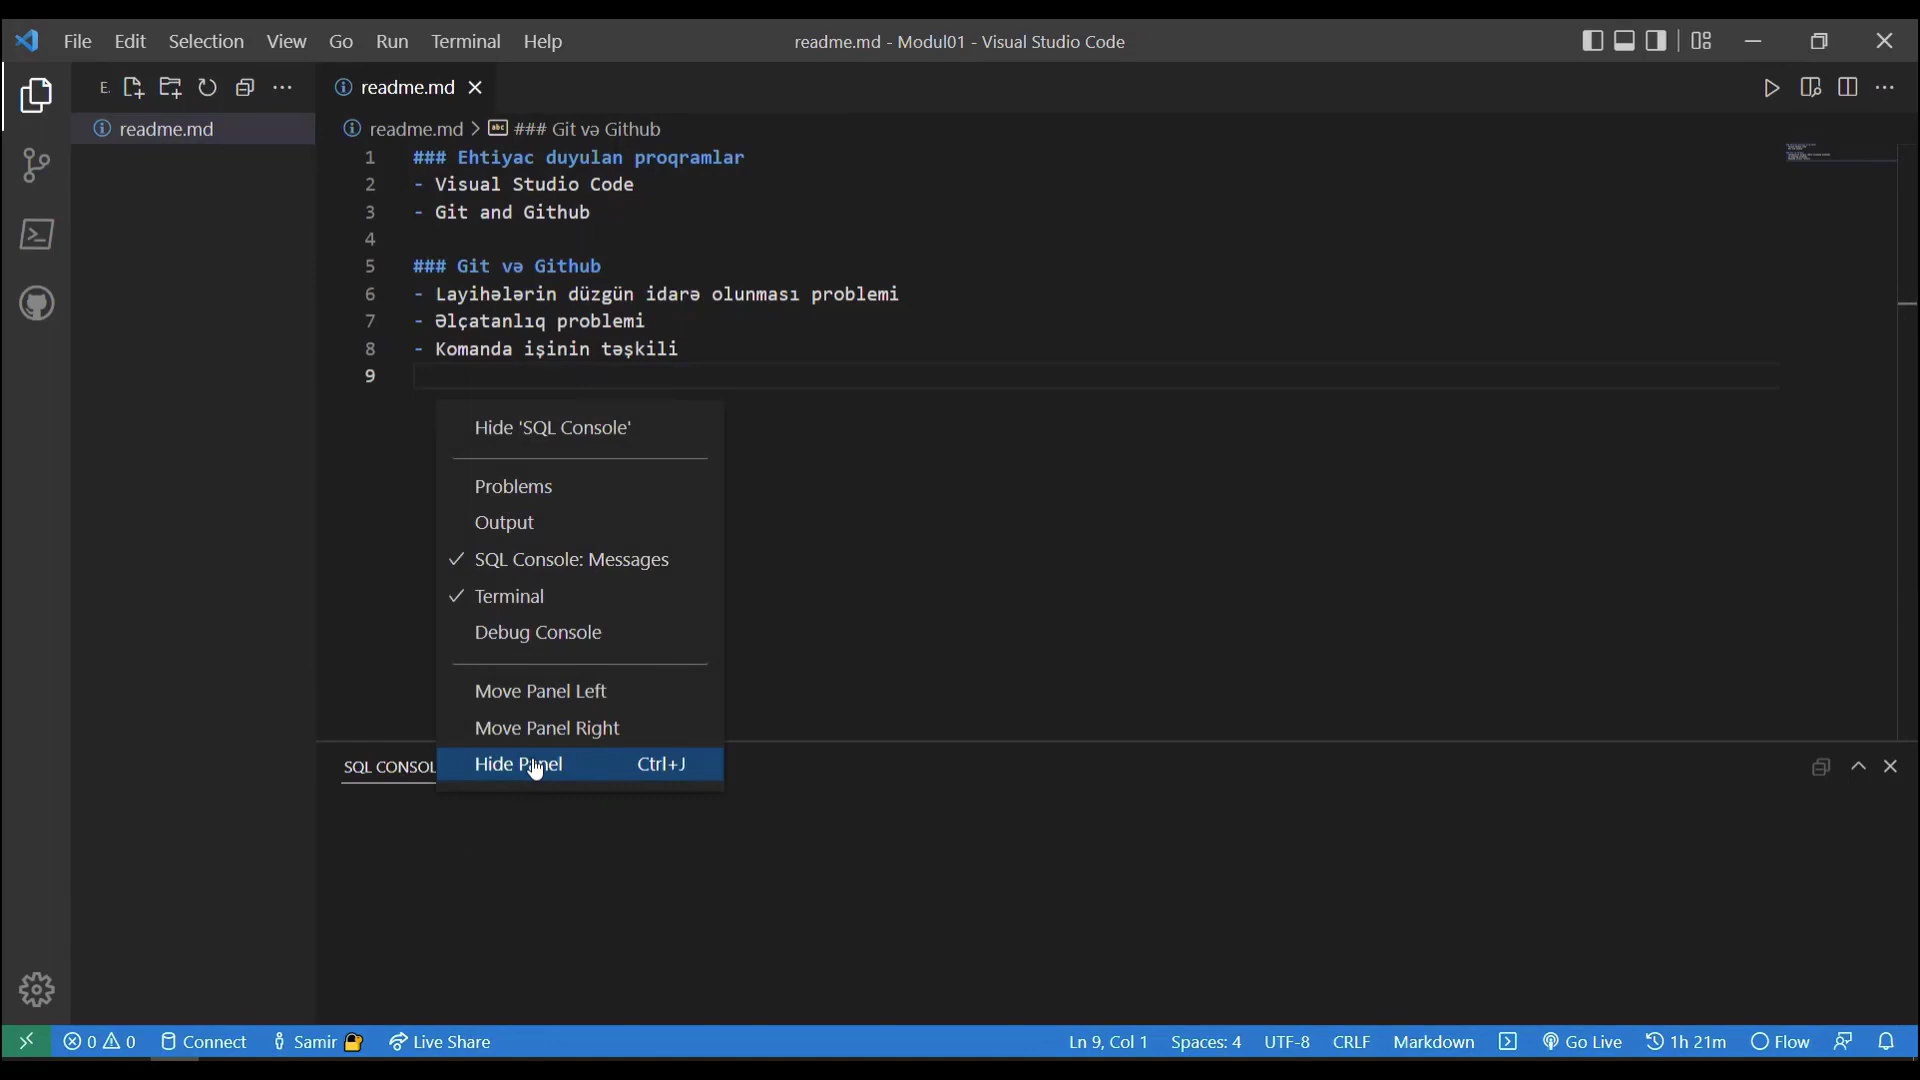 File Edit Selection View Go Run Terminal Help
readme.md - Modul01 - Visual Studio Code
E.
readme.md
readme.md
readme.md > ### Git və Github
1 ### Ehtiyac duyulan proqramlar
2 - Visual Studio Code
3 - Git and Github
4
5 ### Git və Github
6 - Layihələrin düzgün idarə olunması problemi
7 - Əlçatanlıq problemi
8 - Komanda işinin təşkili
9
Hide 'SQL Console'
Problems
Output
SQL Console: Messages
Terminal
Debug Console
Move Panel Left
Move Panel Right
Hide Panel Ctrl+J
SQL CONSOL
0 0 Connect Samir Live Share
Ln 9, Col 1 Spaces: 4 UTF-8 CRLF Markdown Go Live 1h 21m Flow